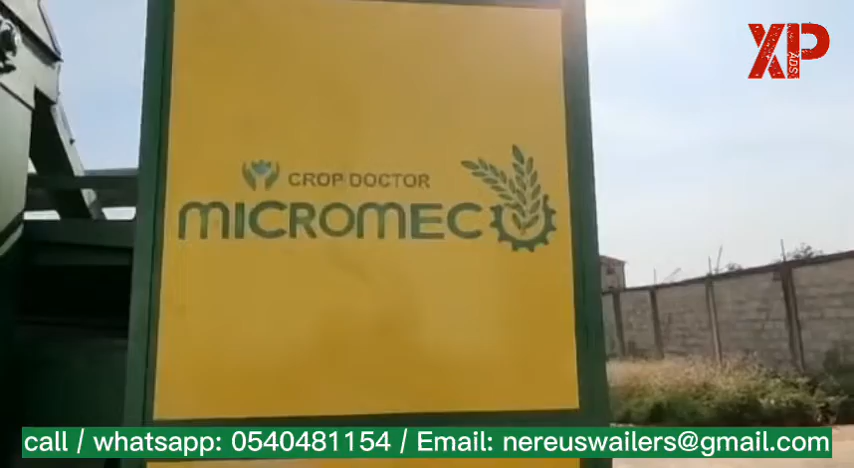 XP
ADS
CROP DOCTOR
MICROMEC
call / whatsapp: 0540481154 / Email: nereuswailers@gmail.com